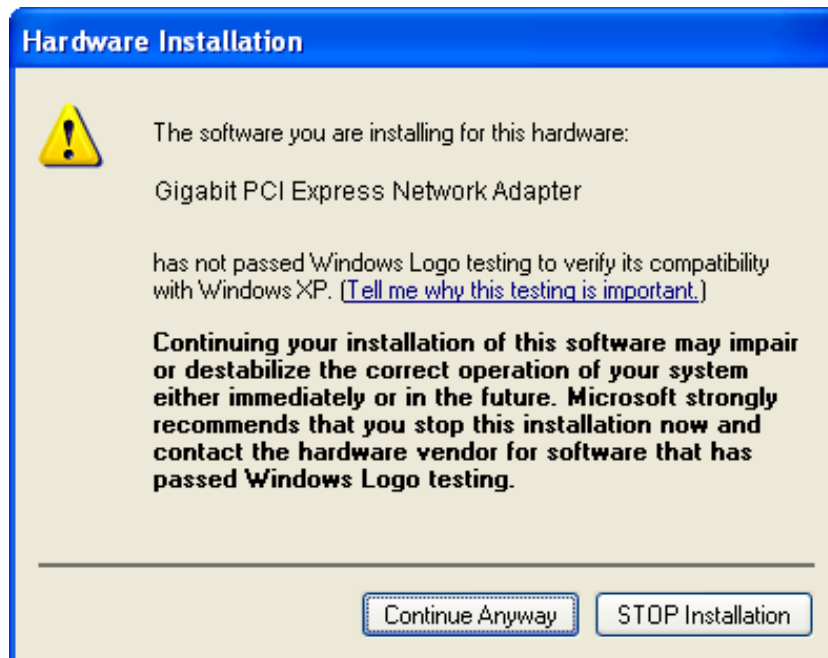 Hardware Installation
The software you are installing for this hardware:
Gigabit PCI Express Network Adapter
has not passed Windows Logo testing to verify its compatibility
with Windows XP. (Tell me why this testing is important.)
Continuing your installation of this software may impair
or destabilize the correct operation of your system
either immediately or in the future. Microsoft strongly
recommends that you stop this installation now and
contact the hardware vendor for software that has
passed Windows Logo testing.
Continue Anyway
STOP Installation